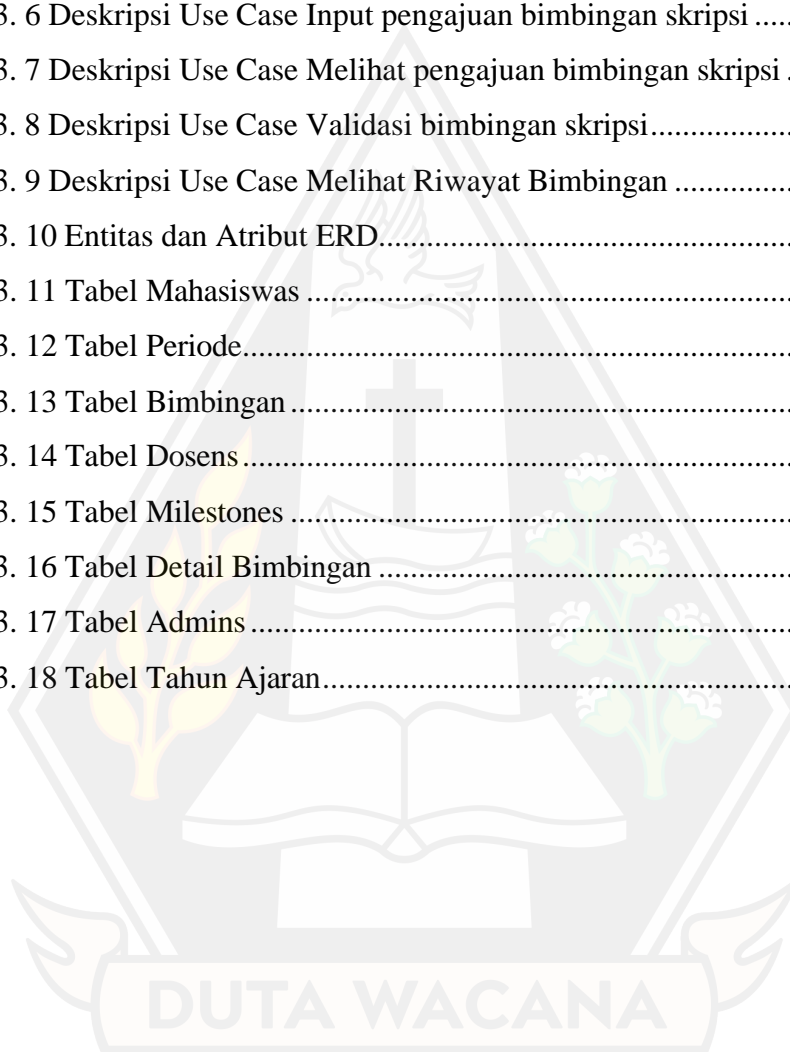 3. 6 Deskripsi Use Case Input pengajuan bimbingan skripsi .....
3. 7 Deskripsi Use Case Melihat pengajuan bimbingan skripsi .
3. 8 Deskripsi Use Case Validasi bimbingan skripsi................
3. 9 Deskripsi Use Case Melihat Riwayat Bimbingan .............
3. 10 Entitas dan Atribut ERD.......................................................
3. 11 Tabel Mahasiswas ................................................................
3. 12 Tabel Periode.........................................................................
3. 13 Tabel Bimbingan ..................................................................
3. 14 Tabel Dosens.........................................................................
3. 15 Tabel Milestones ..................................................................
3. 16 Tabel Detail Bimbingan .......................................................
3. 17 Tabel Admins ........................................................................
3. 18 Tabel Tahun Ajaran..............................................................
DUTA WACANA